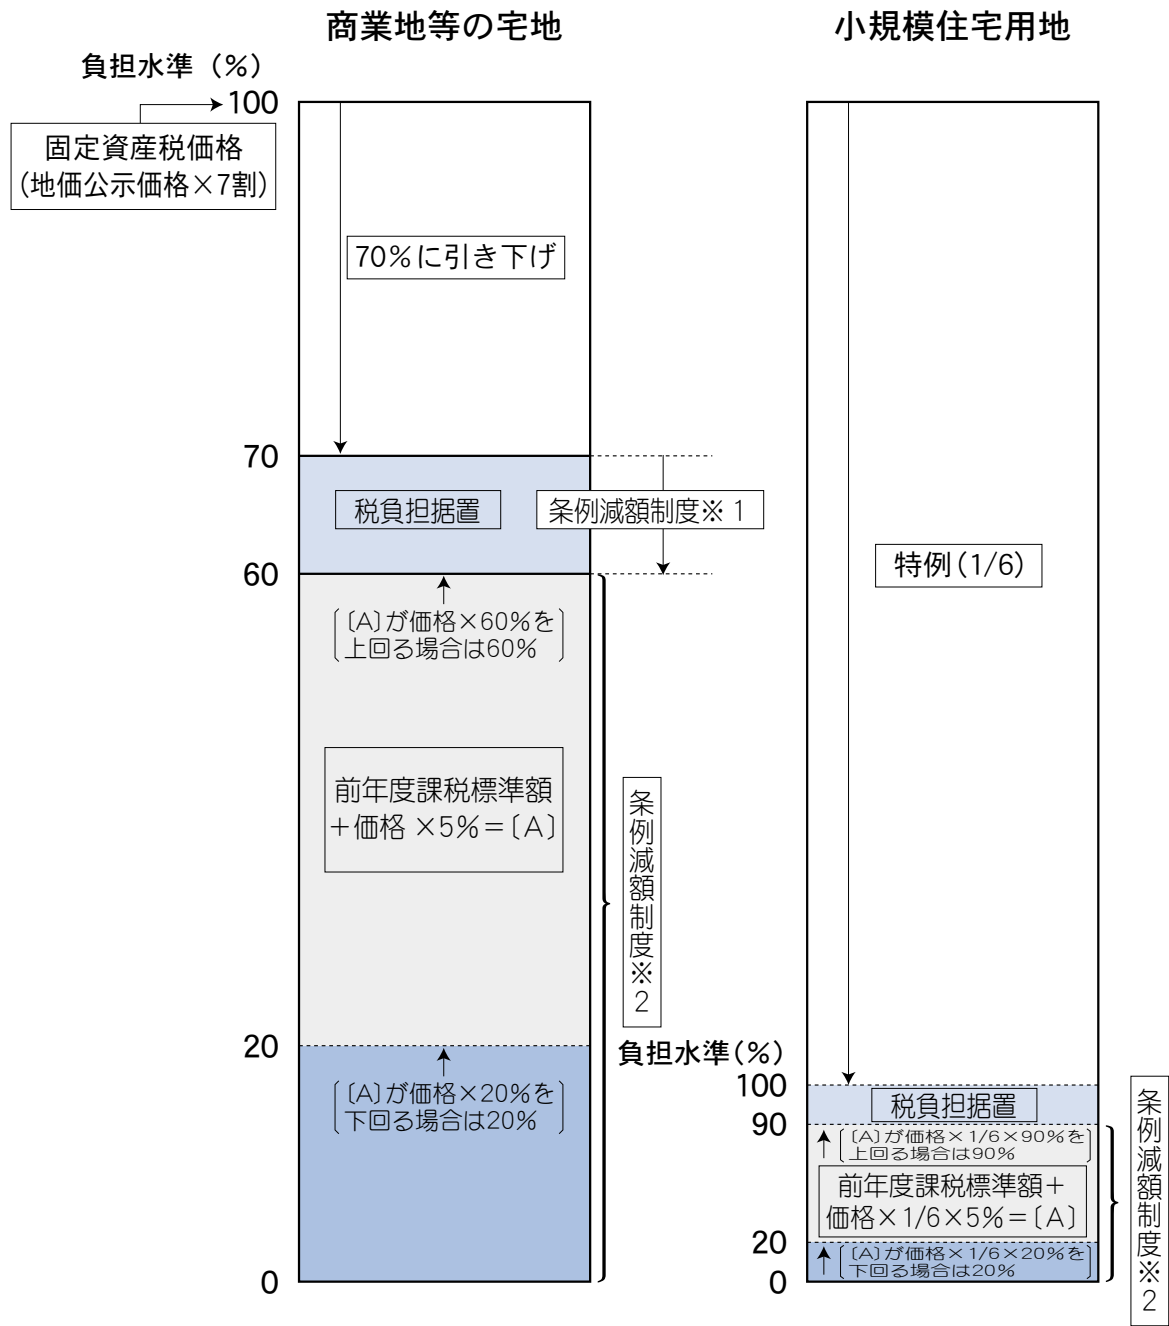 商業地等の宅地
小規模住宅用地
負担水準（%）
100
固定資産税価格
(地価公示価格×7割)
70%に引き下げ
70
税負担据置
条例減額制度※1
60
〔A〕が価格×60%を
上回る場合は60%
前年度課税標準額
＋価格 ×5%＝〔A〕
条例減額制度※2
20
〔A〕が価格×20%を
下回る場合は20%
0
特例(1/6)
負担水準(%)
100
税負担据置
90
〔A〕が価格×1/6×90%を
上回る場合は90%
前年度課税標準額＋
価格×1/6×5%＝〔A〕
20
〔A〕が価格×1/6×20%を
下回る場合は20%
0
条例減額制度※2